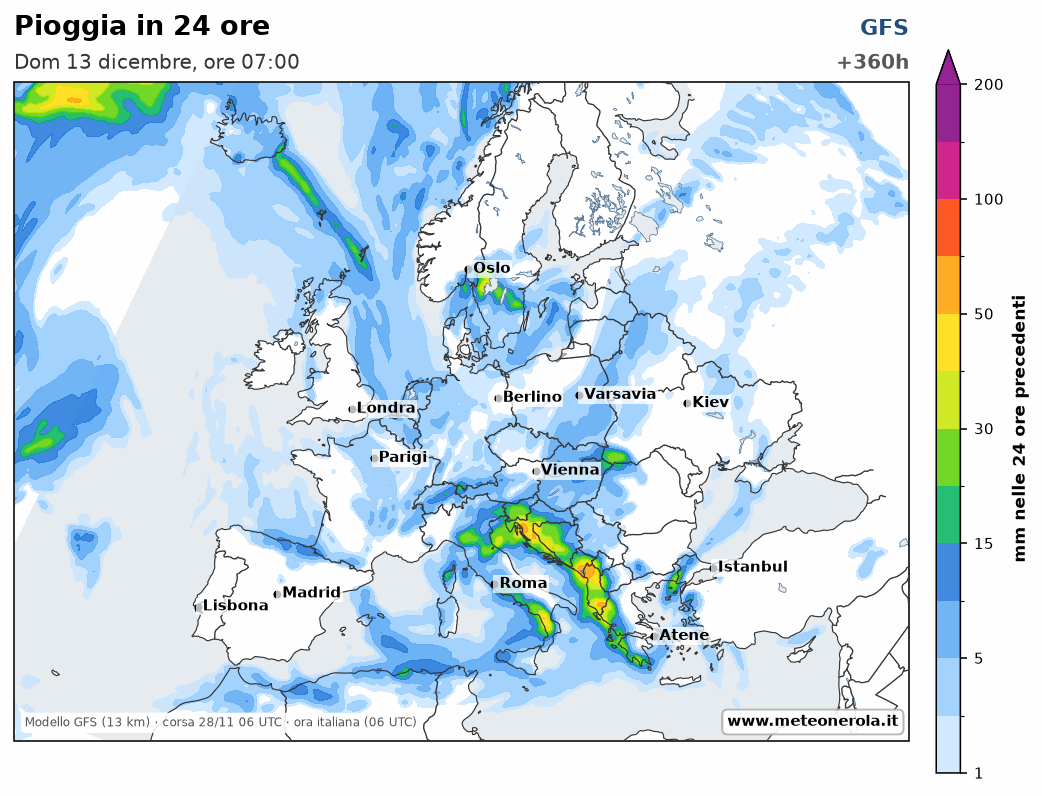 Pioggia in 24 ore
GFS
Dom 13 dicembre, ore 07:00
+360h
200
100
50
30
15
5
1
mm nelle 24 ore precedenti
Oslo
Berlino
Varsavia
Kiev
Londra
Parigi
Vienna
Istanbul
Roma
Madrid
Lisbona
Atene
Modello GFS (13 km) · corsa 28/11 06 UTC · ora italiana (06 UTC)
www.meteonerola.it